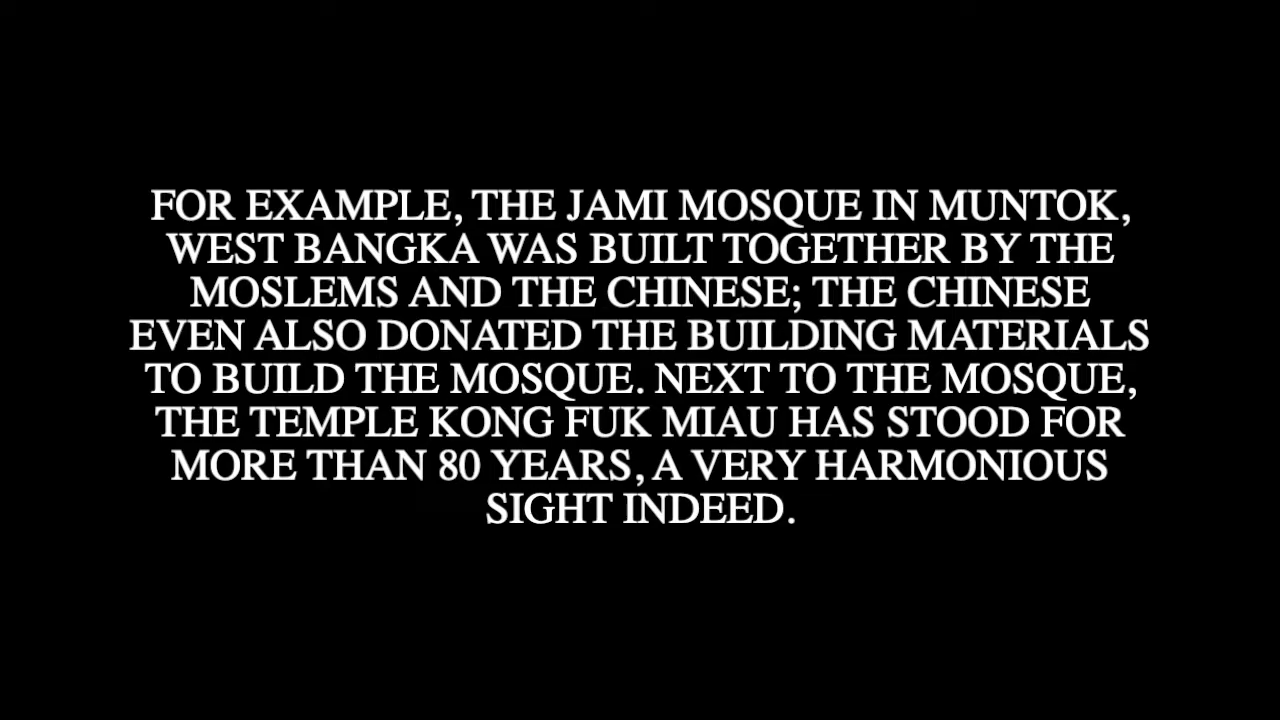 FOR EXAMPLE, THE JAMI MOSQUE IN MUNTOK,
WEST BANGKA WAS BUILT TOGETHER BY THE
MOSLEMS AND THE CHINESE; THE CHINESE
EVEN ALSO DONATED THE BUILDING MATERIALS
TO BUILD THE MOSQUE. NEXT TO THE MOSQUE,
THE TEMPLE KONG FUK MIAU HAS STOOD FOR
MORE THAN 80 YEARS, A VERY HARMONIOUS
SIGHT INDEED.